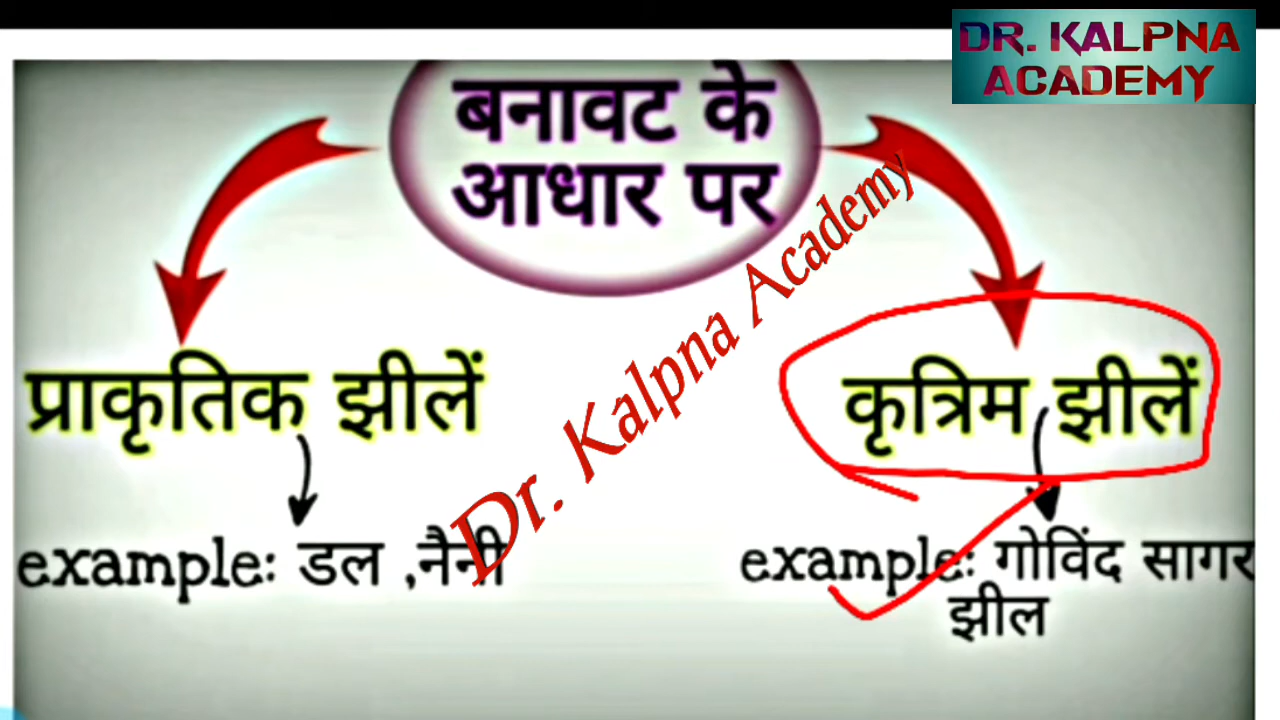 DR. KALPNA
ACADEMY
बनावट के
आधार पर
Dr. Kalpna Academy
प्राकृतिक झीलें
कृत्रिम झीलें
example: डल ,नैनी
example: गोविंद सागर
झील